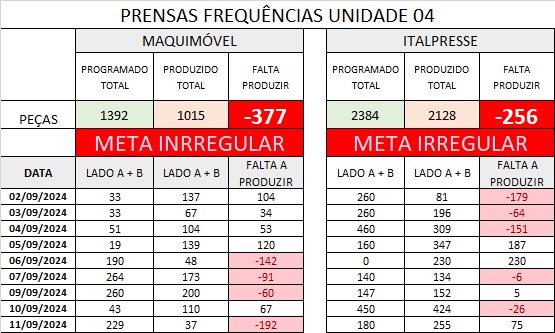 PRENSAS FREQUÊNCIAS UNIDADE 04
MAQUIMÓVEL ITALPRESSE
PROGRAMADO TOTAL PRODUZIDO TOTAL FALTA PRODUZIR PROGRAMADO TOTAL PRODUZIDO TOTAL FALTA PRODUZIR
PEÇAS 1392 1015 -377 2384 2128 -256
META INRREGULAR META IRREGULAR
DATA LADO A + B LADO A + B FALTA A PRODUZIR LADO A + B LADO A + B FALTA A PRODUZIR
02/09/2024 33 137 104 260 81 -179
03/09/2024 33 67 34 260 196 -64
04/09/2024 51 104 53 460 309 -151
05/09/2024 19 139 120 160 347 187
06/09/2024 190 48 -142 0 230 230
07/09/2024 264 173 -91 140 134 -6
09/09/2024 260 200 -60 147 152 5
10/09/2024 43 110 67 450 424 -26
11/09/2024 229 37 -192 180 255 75